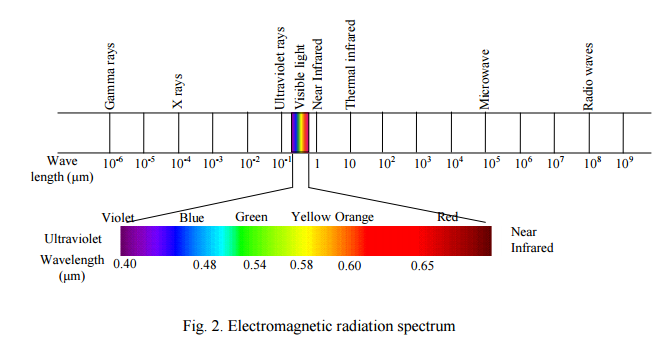 Gamma rays
X rays
Ultraviolet rays
Visible light
Near Infrared
Thermal infrared
Microwave
Radio waves
Wave length (μm)
10-6 10-5 10-4 10-3 10-2 10-1 1 10 102 103 104 105 106 107 108 109
Violet Blue Green Yellow Orange Red
Ultraviolet
Near
Infrared
Wavelength (μm)
0.40 0.48 0.54 0.58 0.60 0.65
Fig. 2. Electromagnetic radiation spectrum